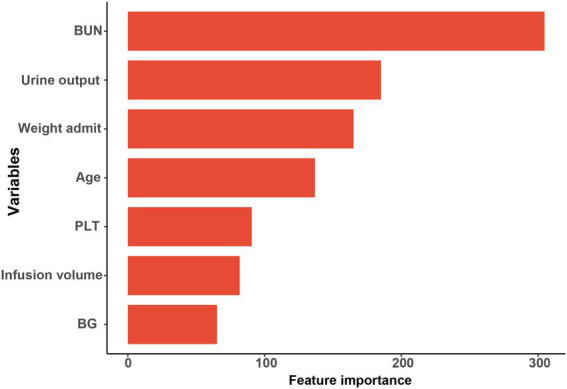 Variables
BUN
Urine output
Weight admit
Age
PLT
Infusion volume
BG
0 100 200 300
Feature importance